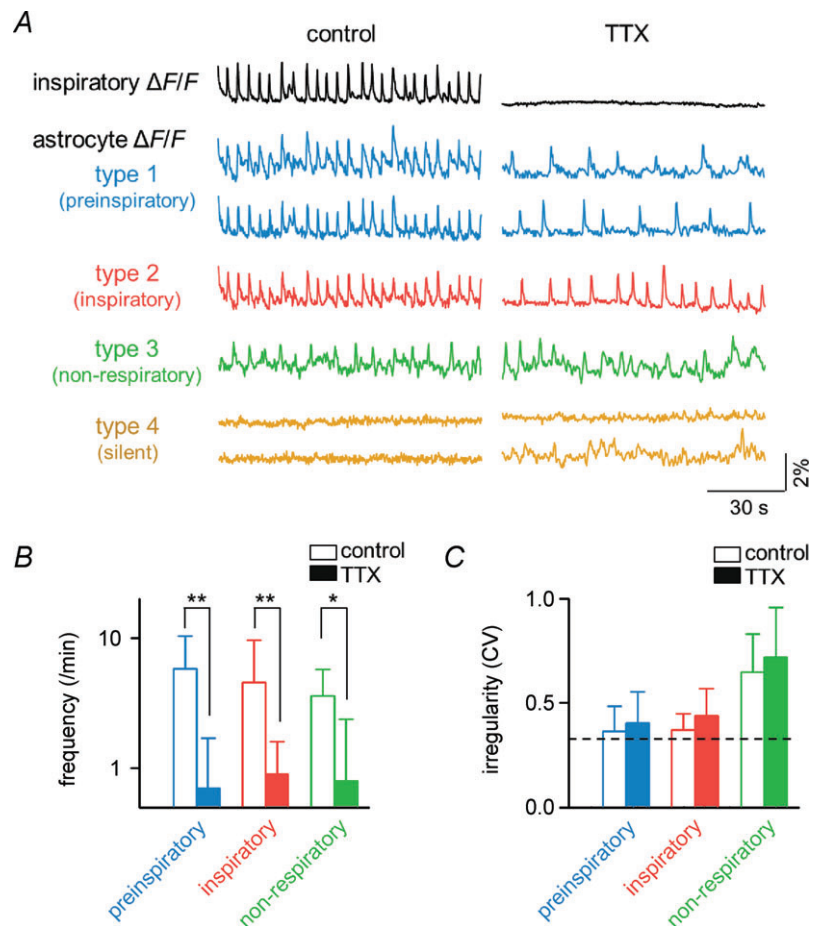 A
control
TTX
inspiratory ΔF/F
astrocyte ΔF/F
type 1
(preinspiratory)
type 2
(inspiratory)
type 3
(non-respiratory)
type 4
(silent)
2%
30 s
B
control
TTX
**
**
*
10
1
frequency (/min)
preinspiratory
inspiratory
non-respiratory
C
control
TTX
1.0
0.5
0.0
irregularity (CV)
preinspiratory
inspiratory
non-respiratory